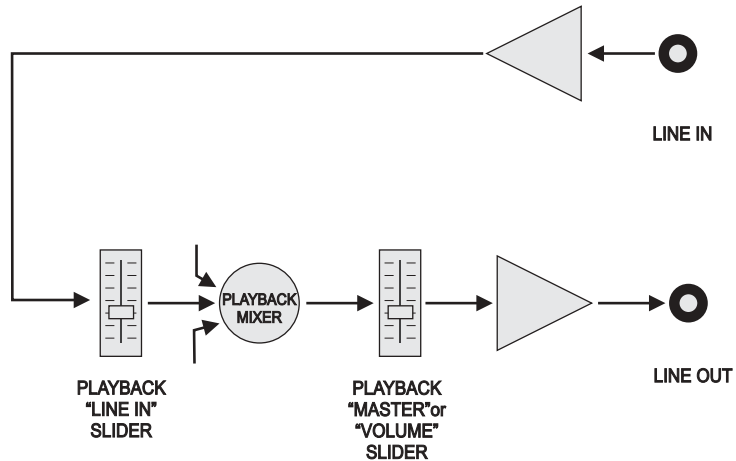 LINE IN
PLAYBACK
MIXER
LINE OUT
PLAYBACK
“LINE IN”
SLIDER
PLAYBACK
“MASTER”or
“VOLUME”
SLIDER